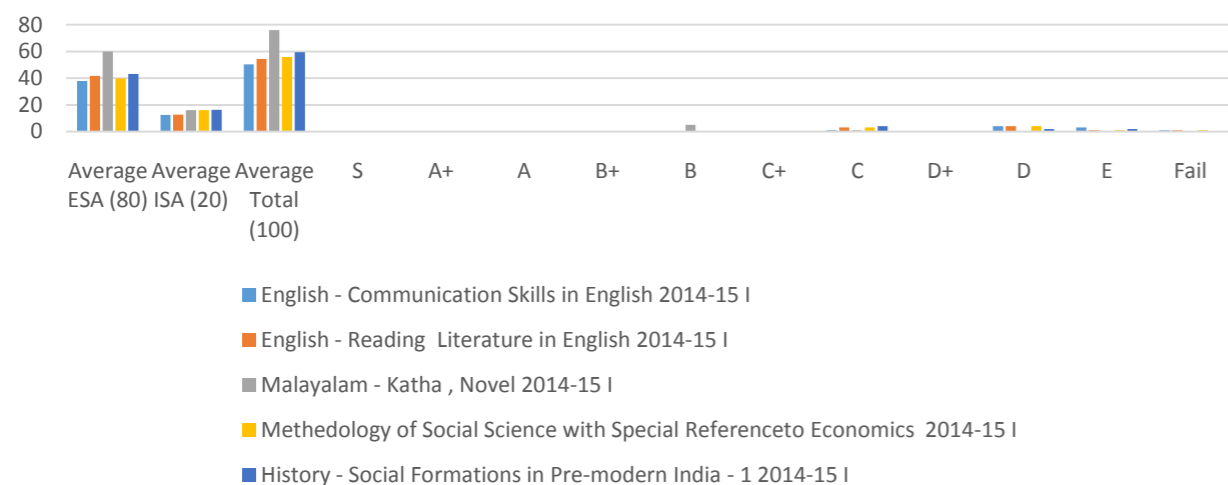 80
60
40
20
0
Average Average Average S A+ A B+ B C+ C D+ D E Fail
ESA (80) ISA (20) Total
(100)
English - Communication Skills in English 2014-15 I
English - Reading  Literature in English 2014-15 I
Malayalam - Katha , Novel 2014-15 I
Methedology of Social Science with Special Referenceto Economics  2014-15 I
History - Social Formations in Pre-modern India - 1 2014-15 I